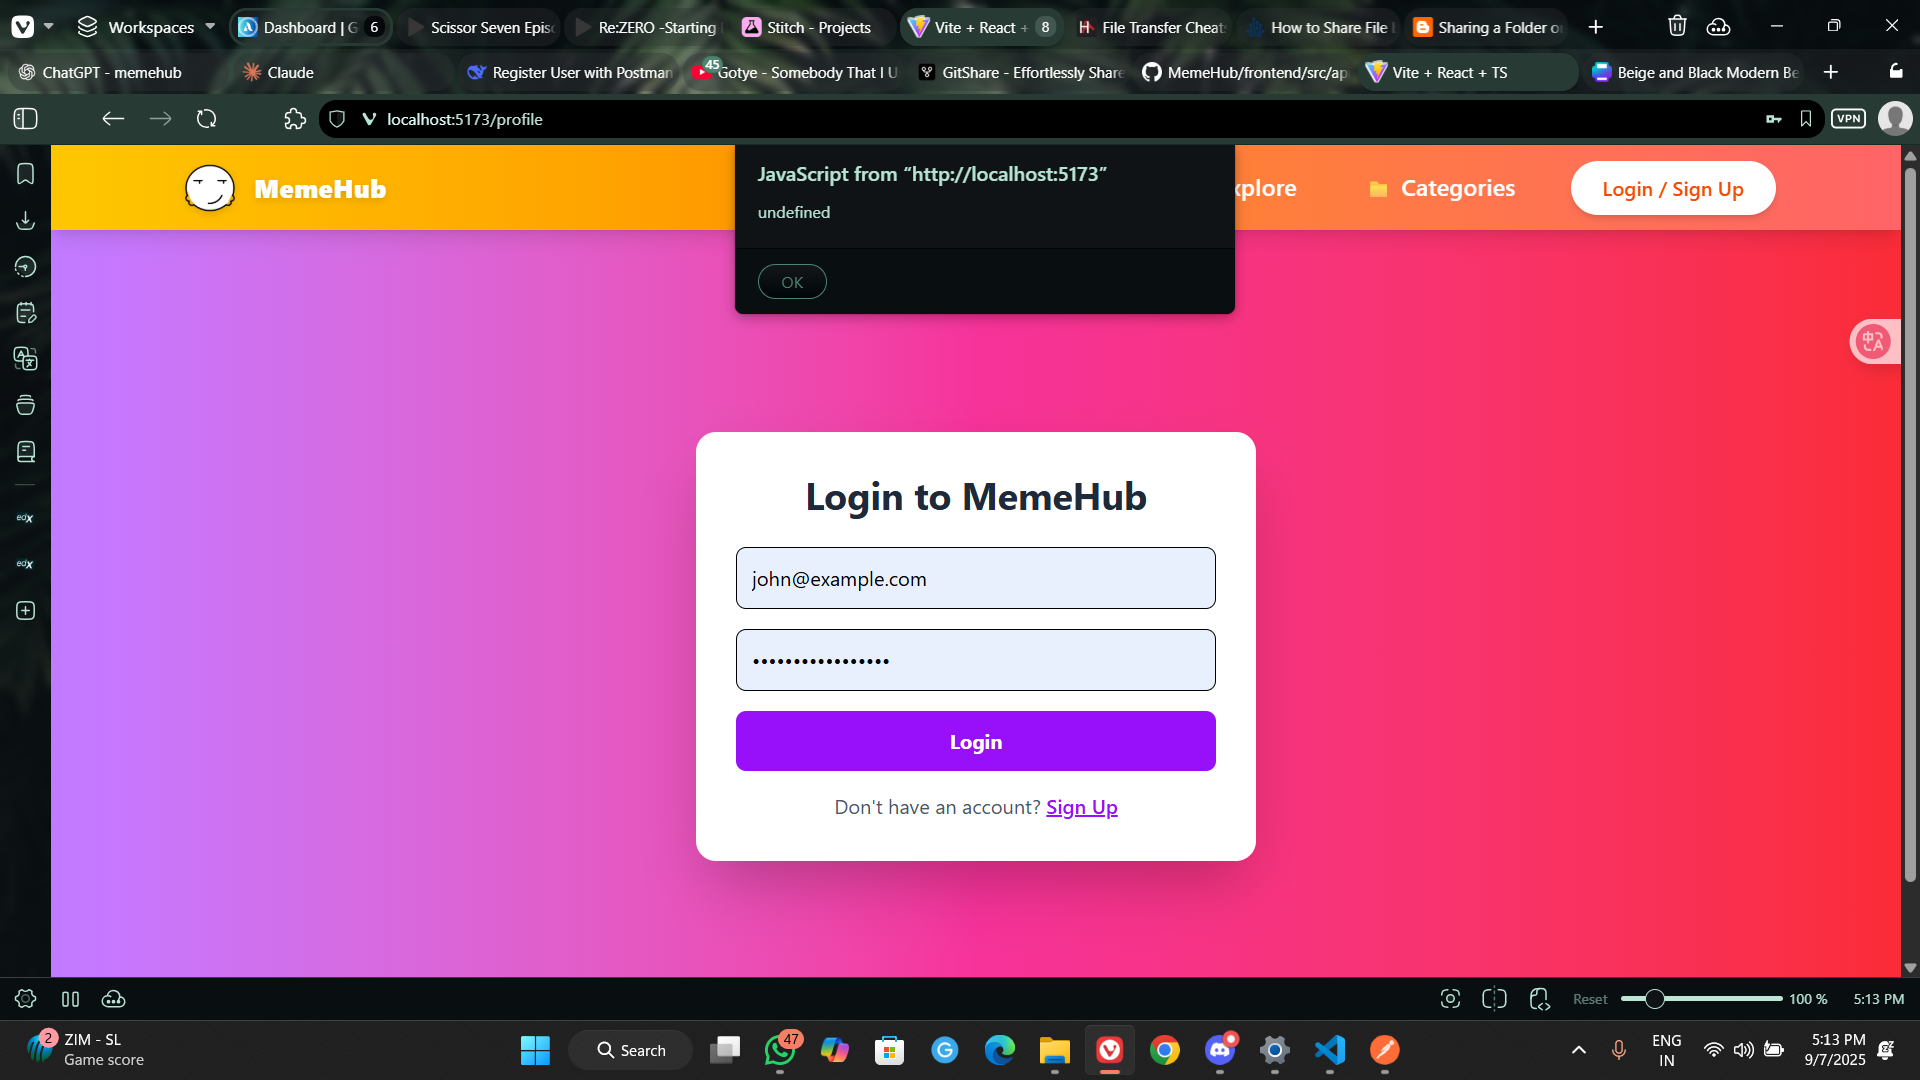 Workspaces
Dashboard | G
6
Scissor Seven Episo
Re:ZERO -Starting
Stitch - Projects
Vite + React +
8
File Transfer Cheats
How to Share File
Sharing a Folder or
ChatGPT - memehub
Claude
Register User with Postman
45
Gotye - Somebody That I U
GitShare - Effortlessly Share
MemeHub/frontend/src/ap
Vite + React + TS
Beige and Black Modern Be
localhost:5173/profile
VPN
MemeHub
xplore
Categories
Login / Sign Up
JavaScript from “http://localhost:5173”
undefined
OK
edX
edX
Login to MemeHub
john@example.com
•••••••••••••••••
Login
Don't have an account? Sign Up
Reset
100 %
5:13 PM
2
ZIM - SL
Game score
Search
47
ENG
IN
5:13 PM
9/7/2025